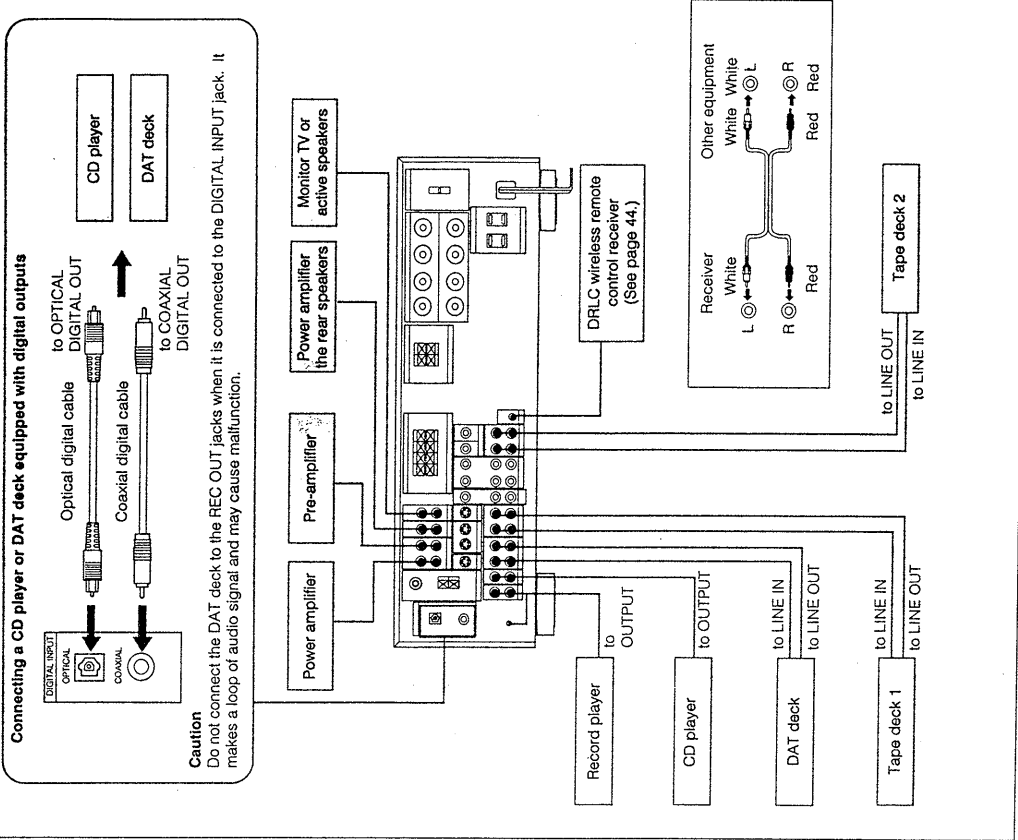 Connecting a CD player or DAT deck equipped with digital outputs
DIGITAL INPUT
OPTICAL
COAXIAL
Optical digital cable
to OPTICAL
DIGITAL OUT
Coaxial digital cable
to COAXIAL
DIGITAL OUT
CD player
DAT deck
Caution
Do not connect the DAT deck to the REC OUT jacks when it is connected to the DIGITAL INPUT jack. It
makes a loop of audio signal and may cause malfunction.
Power amplifier
Pre-amplifier
Power amplifier
the rear speakers
Monitor TV or
active speakers
DRLC wireless remote
control receiver
(See page 44.)
Record player
to
OUTPUT
CD player
to OUTPUT
DAT deck
to LINE IN
to LINE OUT
Tape deck 1
to LINE IN
to LINE OUT
to LINE OUT
to LINE IN
Tape deck 2
Receiver
Other equipment
White
White
White
L
L
R
R
Red
Red
Red